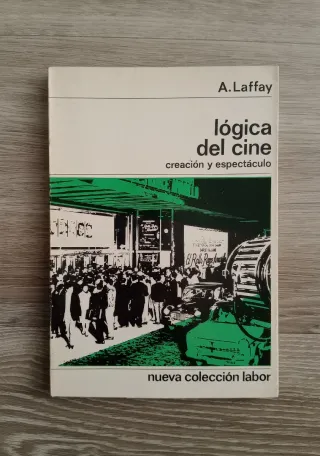 A. Laffay
lógica
del cine
creación y espectáculo
nueva colección labor